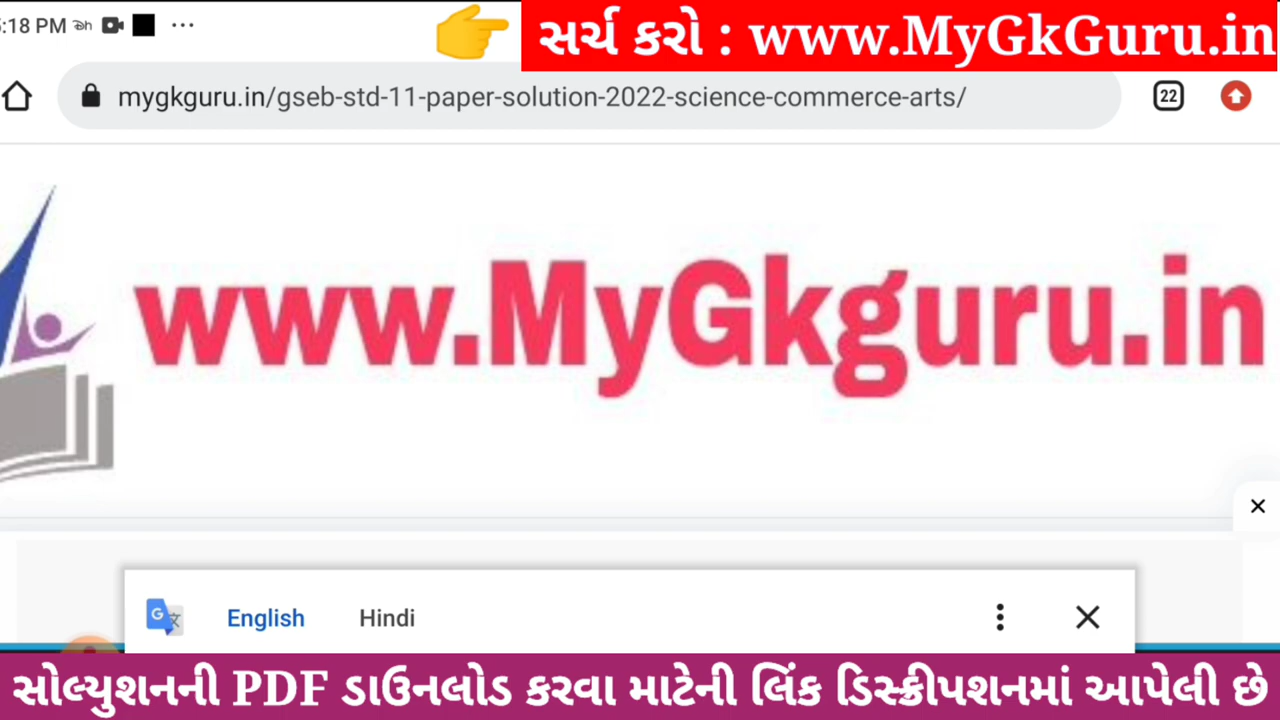 5:18 PM
👉 સર્ચ કરો : www.MyGkGuru.in
mygkguru.in/gseb-std-11-paper-solution-2022-science-commerce-arts/
22
www.MyGkguru.in
English Hindi
સોલ્યુશનની PDF ડાઉનલોડ કરવા માટેની લિંક ડિસ્ક્રીપશનમાં આપેલી છે